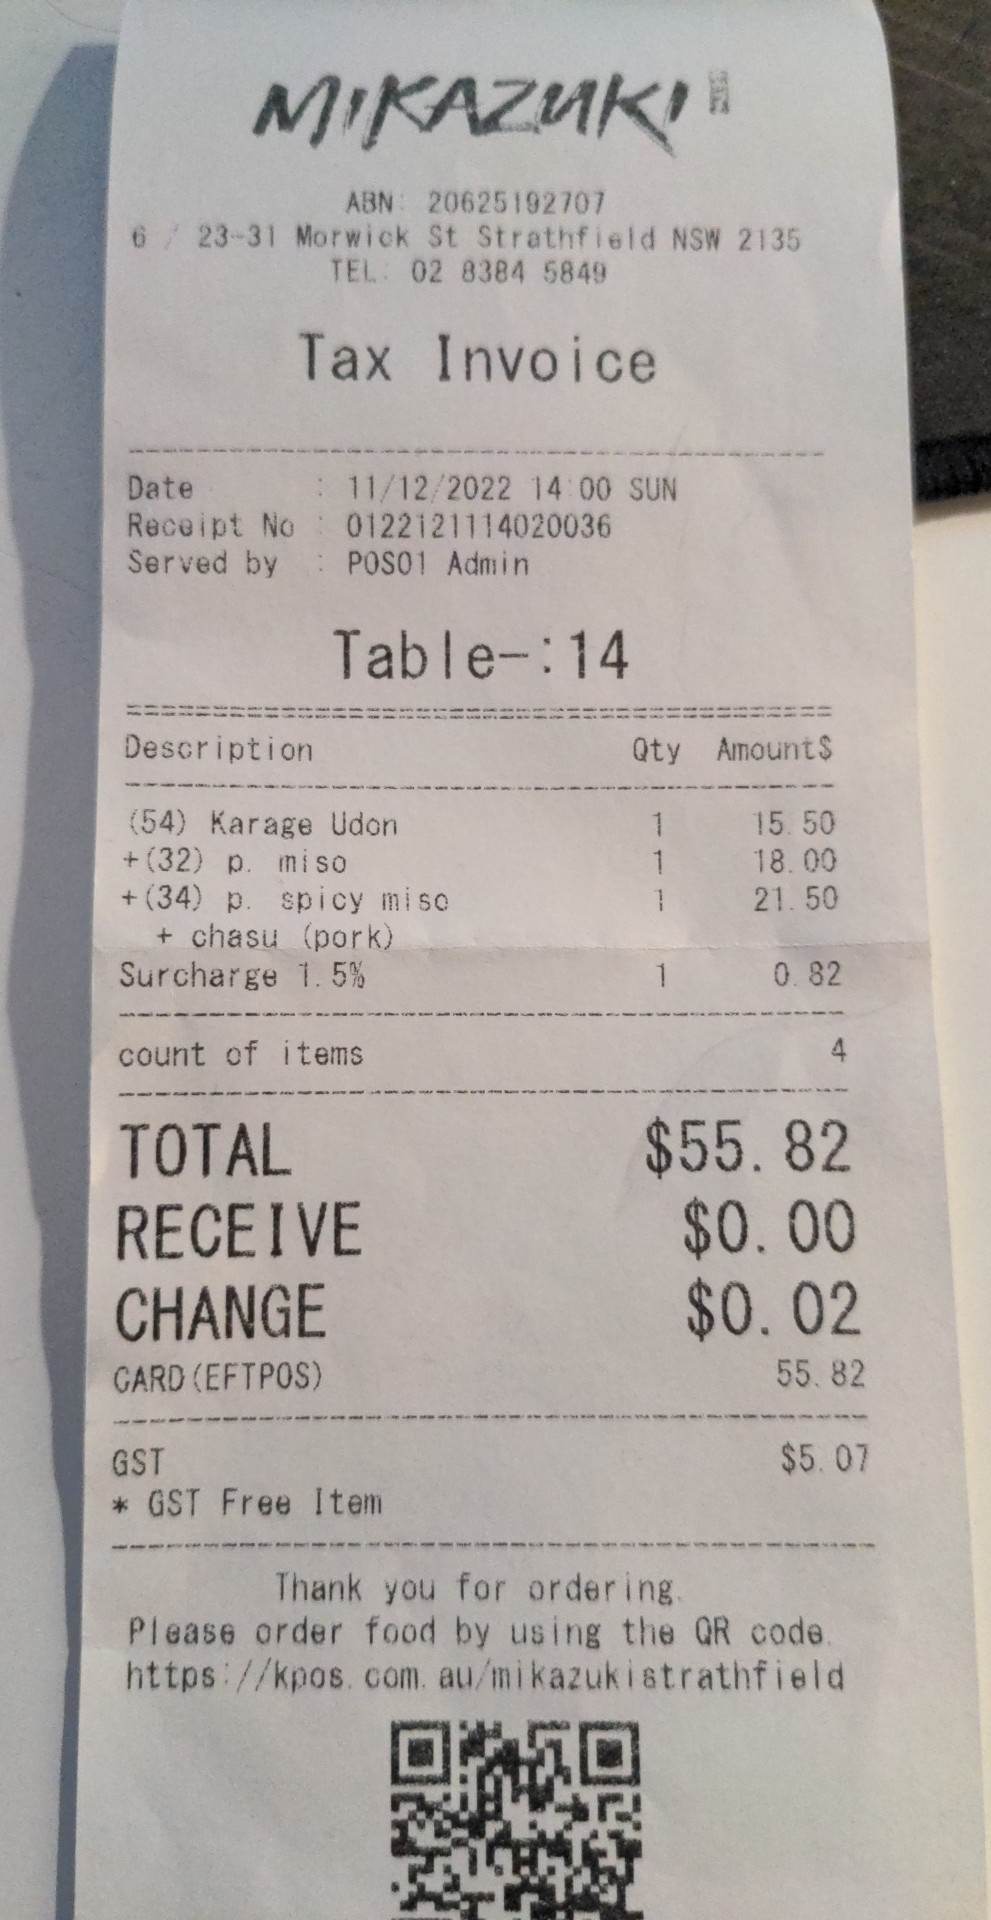 MIKAZUKI
ABN: 20625192707
6 / 23-31 Morwick St Strathfield NSW 2135
TEL: 02 8384 5849
Tax Invoice
Date : 11/12/2022 14:00 SUN
Receipt No : 0122121114020036
Served by : POS01 Admin
Table-:14
Description Qty Amount$
(54) Karage Udon 1 15.50
+(32) p. miso 1 18.00
+(34) p. spicy miso 1 21.50
+ chasu (pork)
Surcharge 1.5% 1 0.82
count of items 4
TOTAL $55.82
RECEIVE $0.00
CHANGE $0.02
CARD(EFTPOS) 55.82
GST $5.07
* GST Free Item
Thank you for ordering.
Please order food by using the QR code.
https://kpos.com.au/mikazukistrathfield